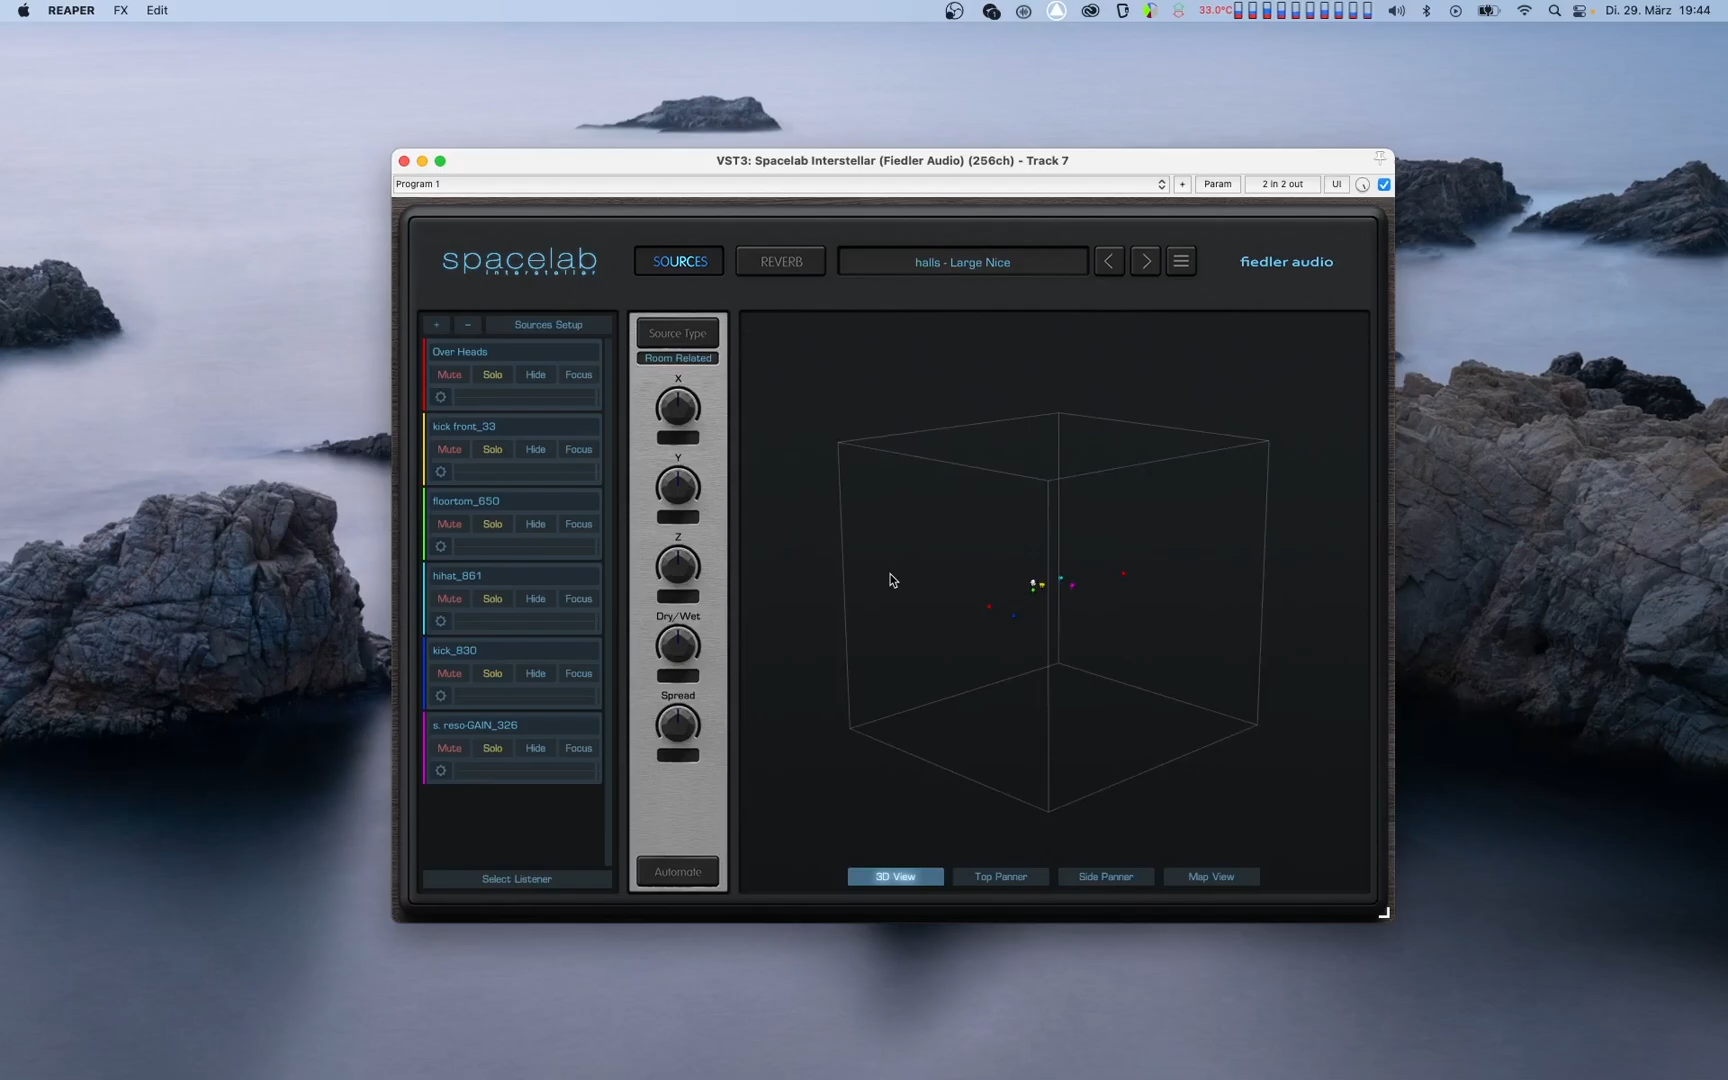 REAPER FX Edit
33.0°C
Di. 29. März 19:44
VST3: Spacelab Interstellar (Fiedler Audio) (256ch) - Track 7
Program 1
+
Param
2 in 2 out
UI
spacelab
interstellar
SOURCES
REVERB
halls - Large Nice
fiedler audio
+
-
Sources Setup
Over Heads
Mute Solo Hide Focus
kick front_33
Mute Solo Hide Focus
floortom_650
Mute Solo Hide Focus
hihat_861
Mute Solo Hide Focus
kick_830
Mute Solo Hide Focus
s. reso-GAIN_326
Mute Solo Hide Focus
Select Listener
Source Type
Room Related
X
Y
Z
Dry/Wet
Spread
Automate
3D View
Top Panner
Side Panner
Map View